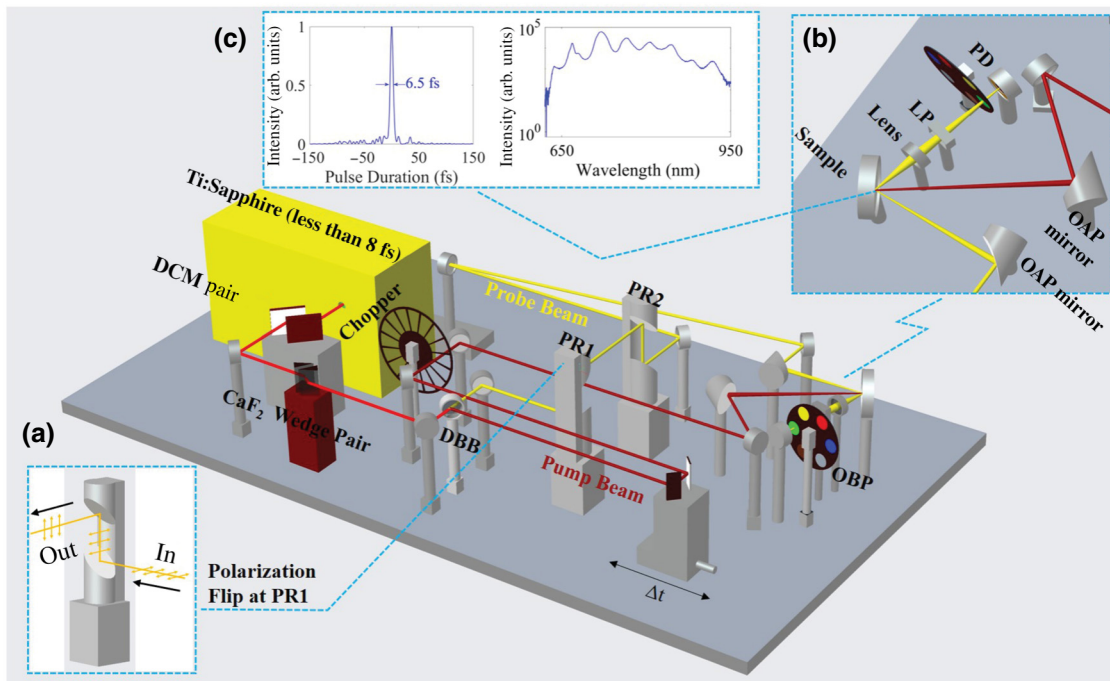 (c)
Intensity (arb. units)
1
0.5
0
6.5 fs
−150
−50
50
150
Pulse Duration (fs)
Intensity (arb. units)
10^5
10^0
650
950
Wavelength (nm)
(b)
PD
LP
Lens
Sample
OAP
mirror
OAP mirror
Ti:Sapphire (less than 8 fs)
DCM pair
Chopper
Probe Beam
PR2
PR1
CaF₂ Wedge Pair
DBB
Pump Beam
OBP
Δt
(a)
Out
In
Polarization
Flip at PR1